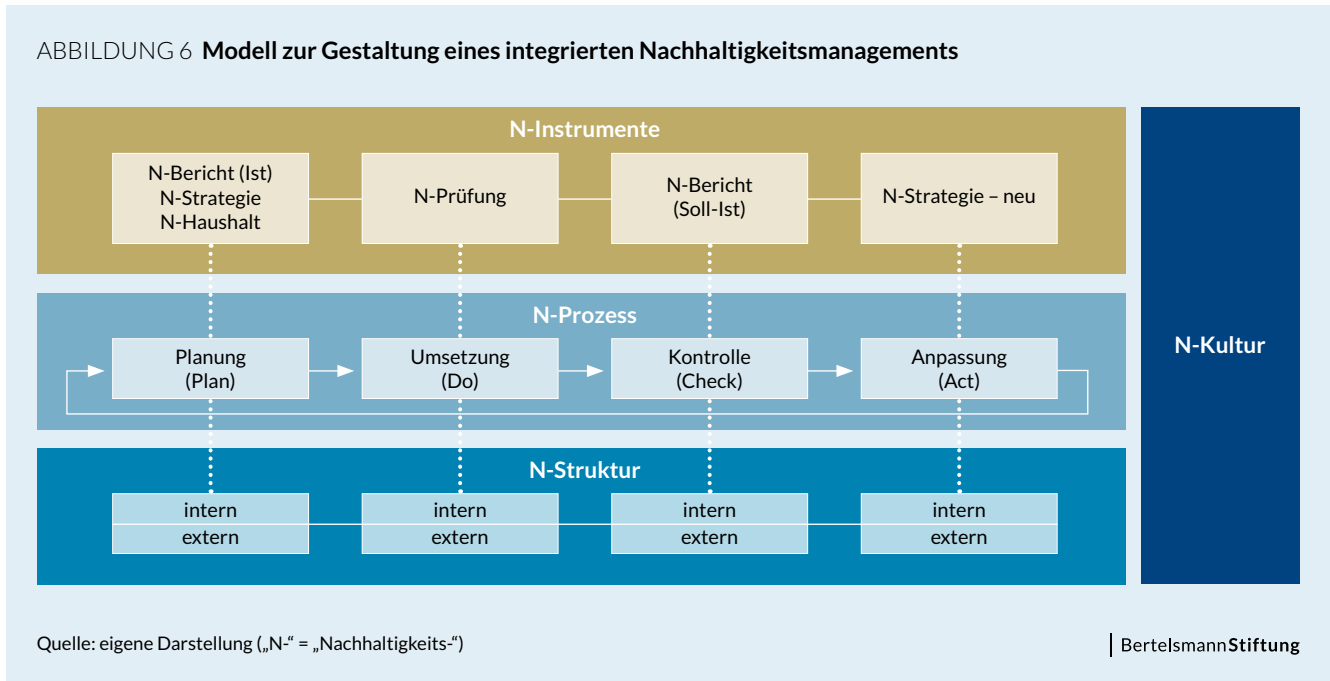 ABBILDUNG 6 Modell zur Gestaltung eines integrierten Nachhaltigkeitsmanagements
N-Instrumente
N-Bericht (Ist)
N-Strategie
N-Haushalt
N-Prüfung
N-Bericht
(Soll-Ist)
N-Strategie – neu
N-Prozess
Planung
(Plan)
Umsetzung
(Do)
Kontrolle
(Check)
Anpassung
(Act)
N-Struktur
intern
extern
intern
extern
intern
extern
intern
extern
N-Kultur
Quelle: eigene Darstellung („N-“ = „Nachhaltigkeits-“)
BertelsmannStiftung